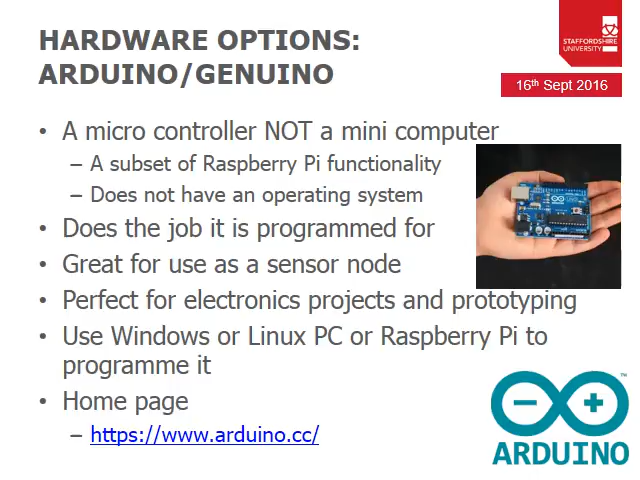 HARDWARE OPTIONS:
ARDUINO/GENUINO
STAFFORDSHIRE
UNIVERSITY
16th Sept 2016
• A micro controller NOT a mini computer
– A subset of Raspberry Pi functionality
– Does not have an operating system
• Does the job it is programmed for
• Great for use as a sensor node
• Perfect for electronics projects and prototyping
• Use Windows or Linux PC or Raspberry Pi to
programme it
• Home page
– https://www.arduino.cc/
TM
ARDUINO